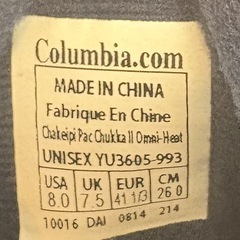 Columbia.com
MADE IN CHINA
Fabrique En Chine
Chakeipi Pac Chukka II Omni-Heat
UNISEX YU3605-993
USA UK EUR CM
8.0 7.5 41 1/3 26.0
10016 DAI 0814 214